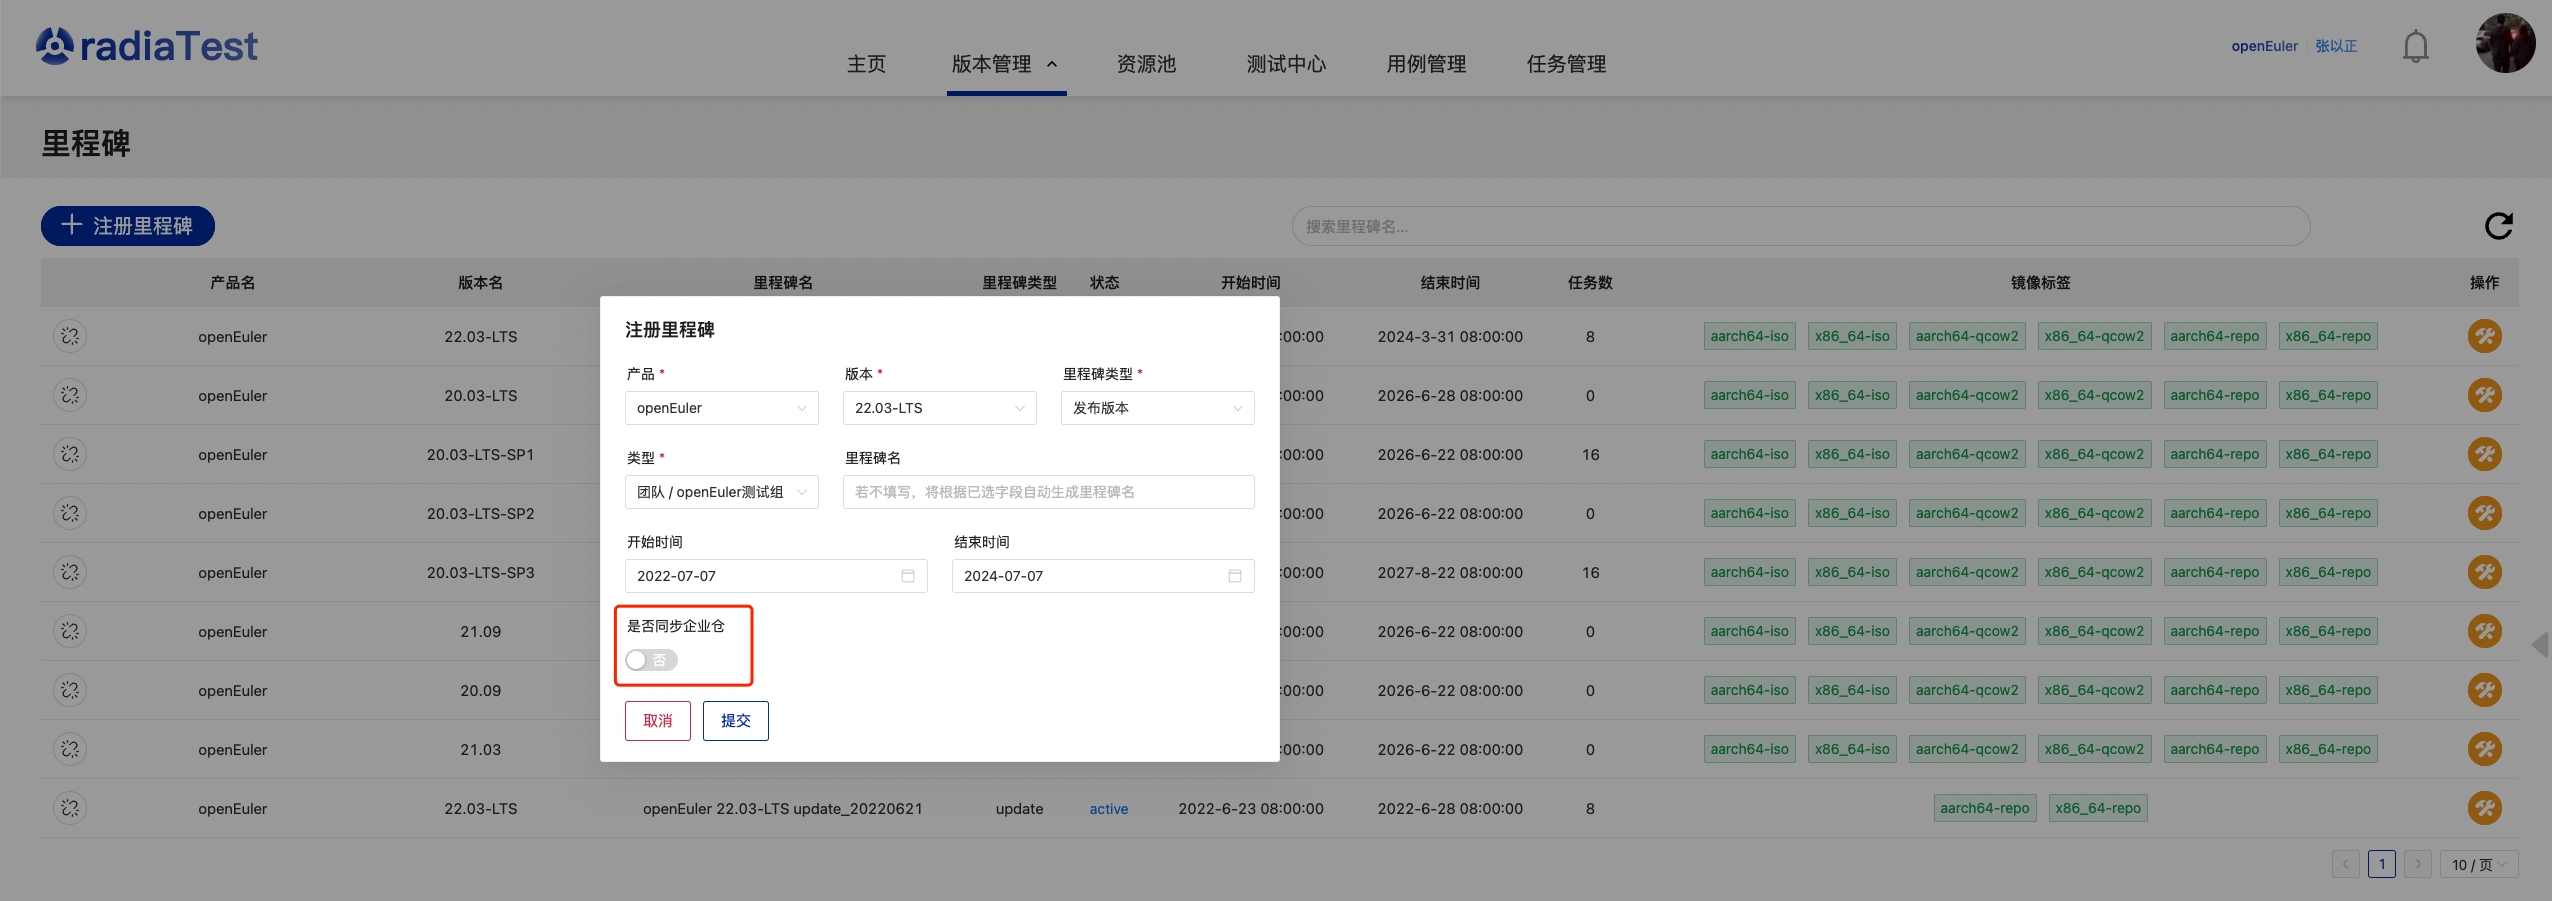 radiaTest
主页 版本管理 资源池 测试中心 用例管理 任务管理
openEuler 张以正
里程碑
注册里程碑
搜索里程碑名...
产品名 版本名 里程碑名 里程碑类型 状态 开始时间 结束时间 任务数 镜像标签 操作
openEuler 22.03-LTS :00:00 2024-3-31 08:00:00 8 aarch64-iso x86_64-iso aarch64-qcow2 x86_64-qcow2 aarch64-repo x86_64-repo
openEuler 20.03-LTS :00:00 2026-6-28 08:00:00 0 aarch64-iso x86_64-iso aarch64-qcow2 x86_64-qcow2 aarch64-repo x86_64-repo
openEuler 20.03-LTS-SP1 :00:00 2026-6-22 08:00:00 16 aarch64-iso x86_64-iso aarch64-qcow2 x86_64-qcow2 aarch64-repo x86_64-repo
openEuler 20.03-LTS-SP2 :00:00 2026-6-22 08:00:00 0 aarch64-iso x86_64-iso aarch64-qcow2 x86_64-qcow2 aarch64-repo x86_64-repo
openEuler 20.03-LTS-SP3 :00:00 2027-8-22 08:00:00 16 aarch64-iso x86_64-iso aarch64-qcow2 x86_64-qcow2 aarch64-repo x86_64-repo
openEuler 21.09 :00:00 2022-6-22 08:00:00 0 aarch64-iso x86_64-iso aarch64-qcow2 x86_64-qcow2 aarch64-repo x86_64-repo
openEuler 20.09 :00:00 2026-6-22 08:00:00 0 aarch64-iso x86_64-iso aarch64-qcow2 x86_64-qcow2 aarch64-repo x86_64-repo
openEuler 21.03 :00:00 2026-6-22 08:00:00 0 aarch64-iso x86_64-iso aarch64-qcow2 x86_64-qcow2 aarch64-repo x86_64-repo
openEuler 22.03-LTS openEuler 22.03-LTS update_20220621 update active 2022-6-23 08:00:00 2022-6-28 08:00:00 8 aarch64-repo x86_64-repo
注册里程碑
产品 * 版本 * 里程碑类型 *
openEuler 22.03-LTS 发布版本
类型 * 里程碑名
团队 / openEuler测试组 若不填写，将根据已选字段自动生成里程碑名
开始时间 结束时间
2022-07-07 2024-07-07
是否同步企业仓
否
取消 提交
1 10 / 页